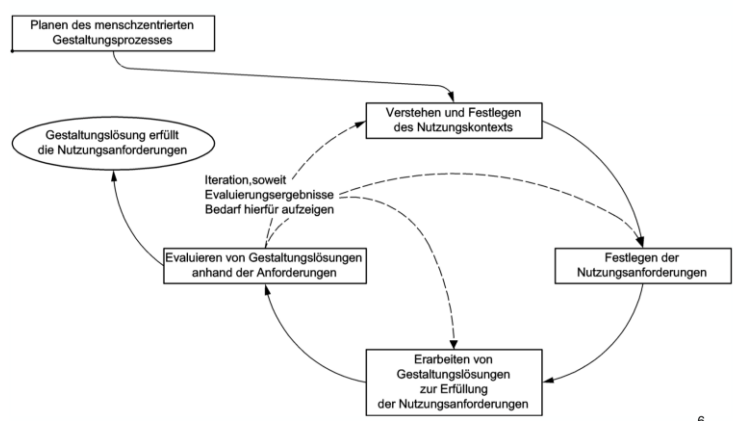 Planen des menschzentrierten
Gestaltungsprozesses
Verstehen und Festlegen
des Nutzungskontexts
Gestaltungslösung erfüllt
die Nutzungsanforderungen
Iteration,soweit
Evaluierungsergebnisse
Bedarf hierfür aufzeigen
Evaluieren von Gestaltungslösungen
anhand der Anforderungen
Festlegen der
Nutzungsanforderungen
Erarbeiten von
Gestaltungslösungen
zur Erfüllung
der Nutzungsanforderungen
6